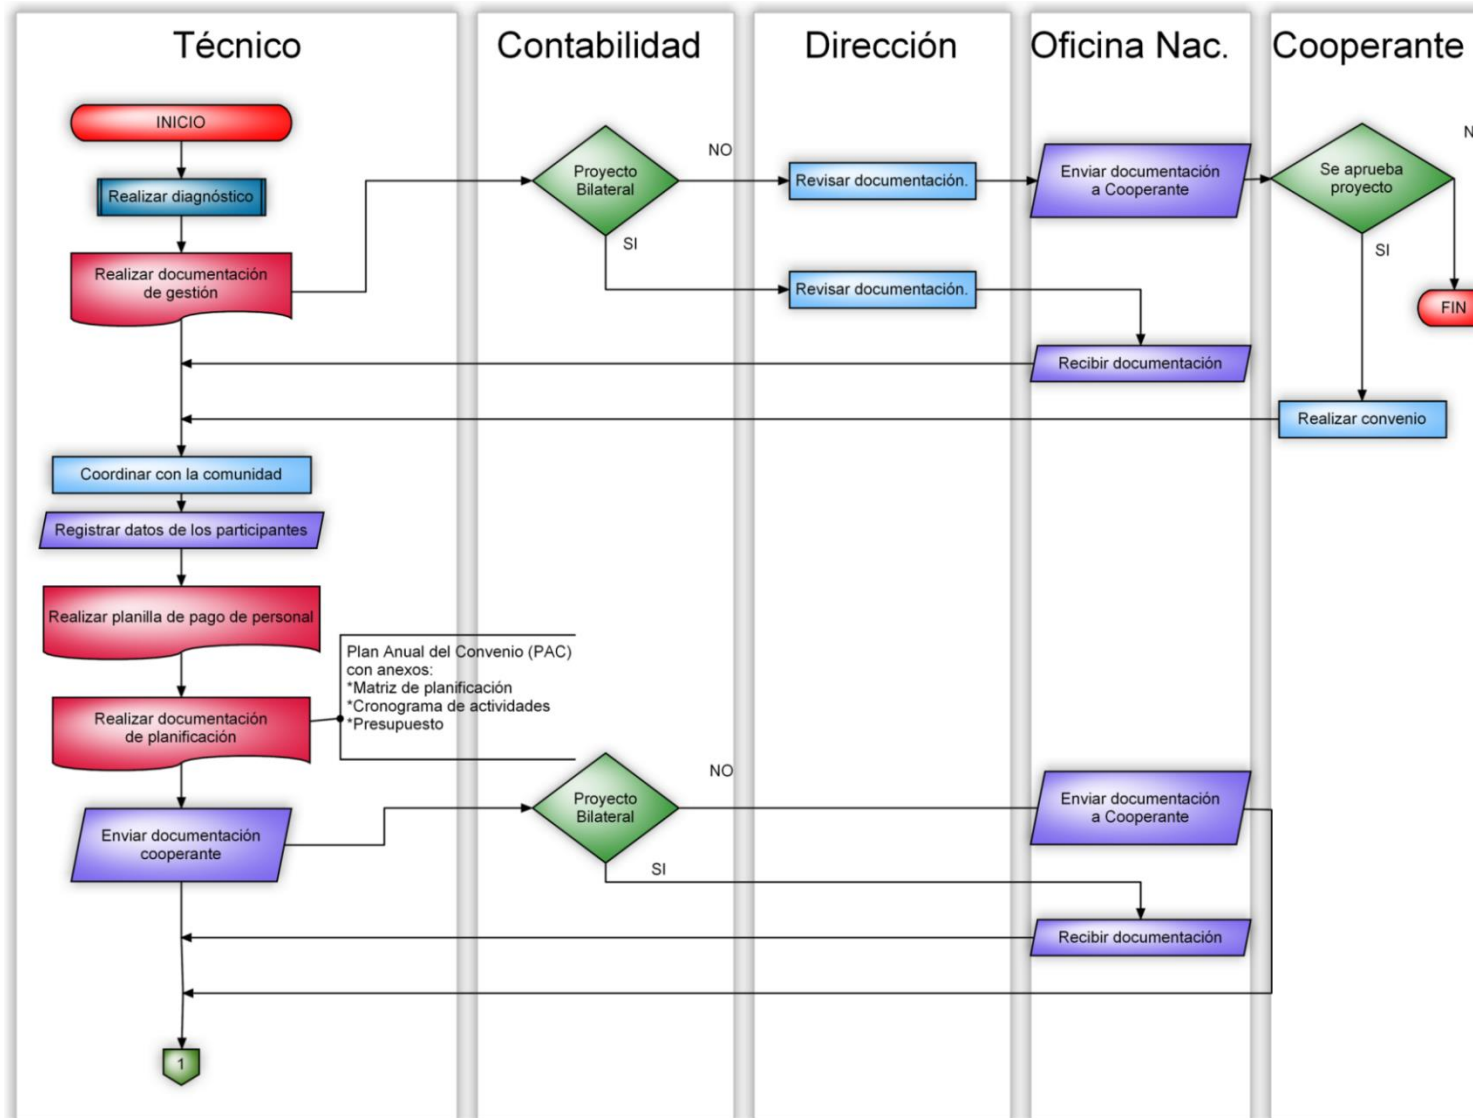 Técnico
Contabilidad
Dirección
Oficina Nac.
Cooperante
INICIO
Realizar diagnóstico
Realizar documentación
de gestión
Proyecto
Bilateral
NO
SI
Revisar documentación.
Revisar documentación.
Enviar documentación
a Cooperante
Recibir documentación
Se aprueba
proyecto
SI
FIN
Realizar convenio
Coordinar con la comunidad
Registrar datos de los participantes
Realizar planilla de pago de personal
Realizar documentación
de planificación
Plan Anual del Convenio (PAC)
con anexos:
*Matriz de planificación
*Cronograma de actividades
*Presupuesto
Enviar documentación
cooperante
Proyecto
Bilateral
NO
SI
Enviar documentación
a Cooperante
Recibir documentación
1